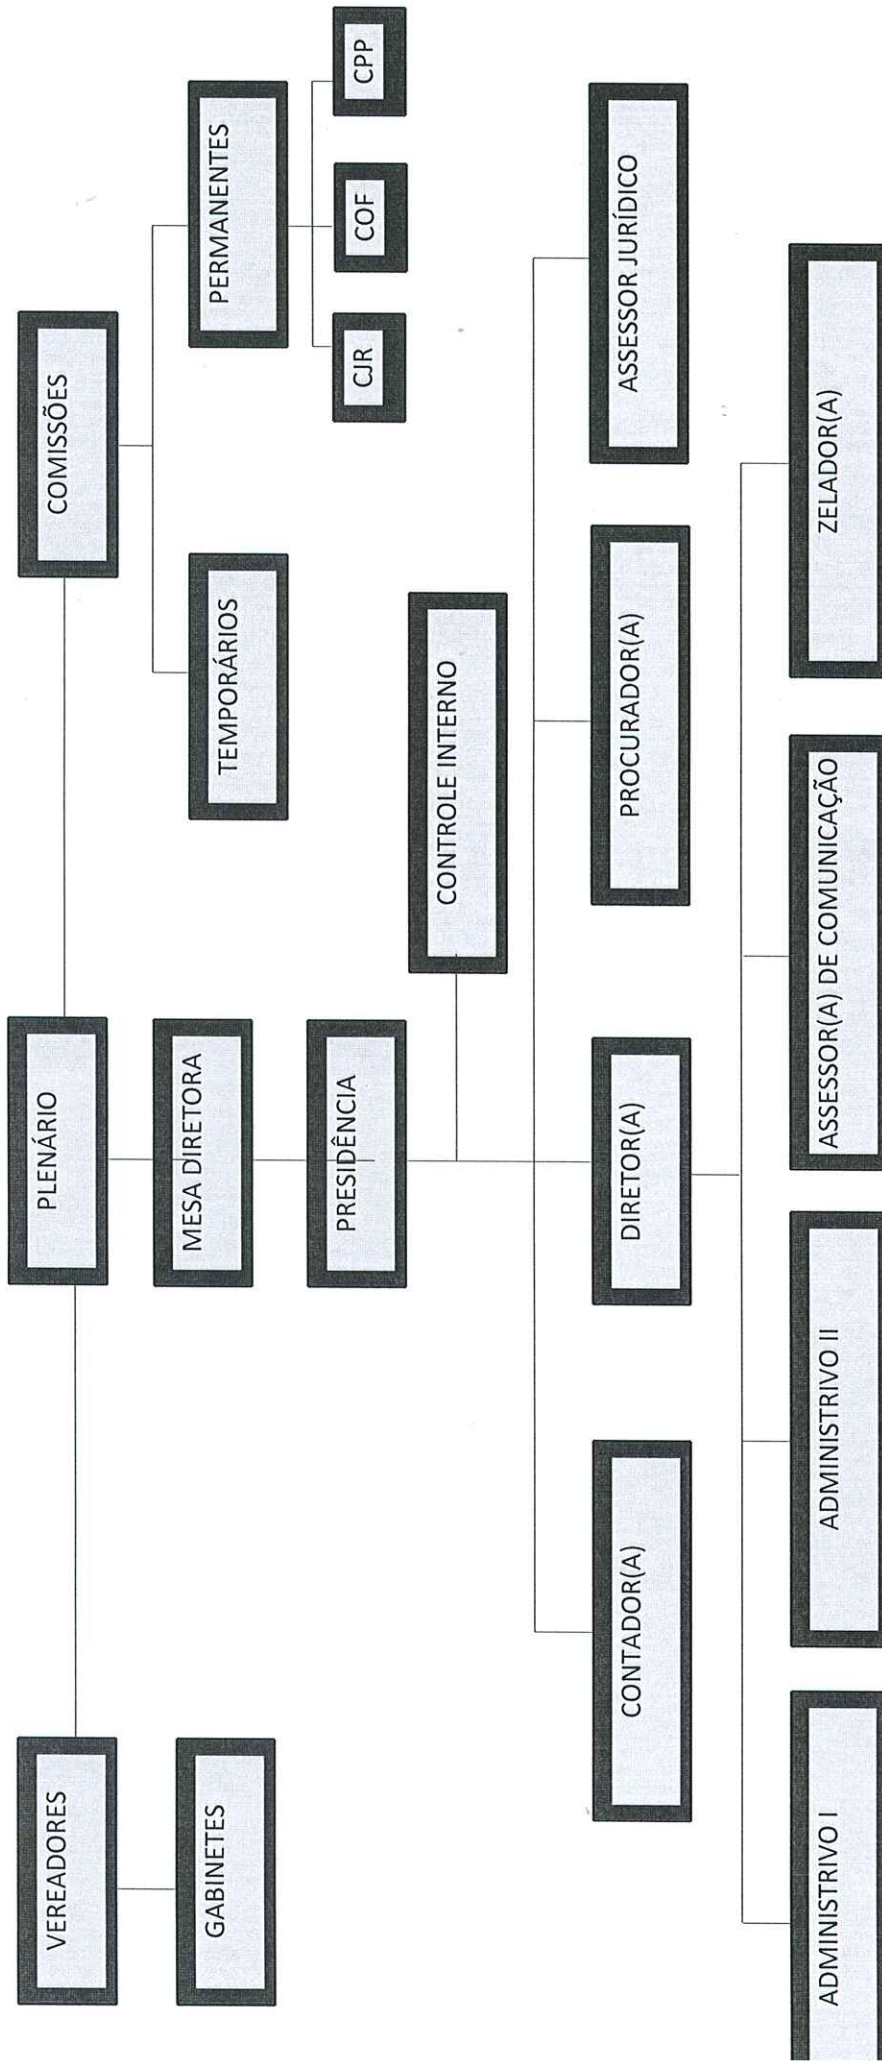 VEREADORES
PLENÁRIO
COMISSÕES
GABINETES
MESA DIRETORA
TEMPORÁRIOS
PERMANENTES
PRESIDÊNCIA
CJR
COF
CPP
CONTROLE INTERNO
CONTADOR(A)
DIRETOR(A)
PROCURADOR(A)
ASSESSOR JURÍDICO
ADMINISTRIVO I
ADMINISTRIVO II
ASSESSOR(A) DE COMUNICAÇÃO
ZELADOR(A)